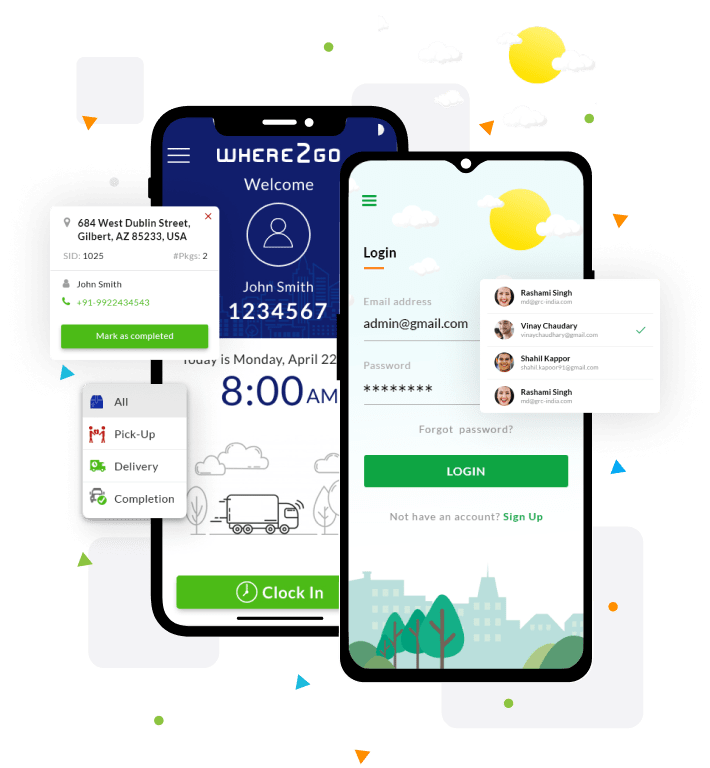 WHERE2GO
Welcome
John Smith
1234567
Today is Monday, April 22
8:00 AM
Clock In
684 West Dublin Street,
Gilbert, AZ 85233, USA
SID: 1025 #Pkgs: 2
John Smith
+91-9922434543
Mark as completed
All
Pick-Up
Delivery
Completion
Login
Email address
admin@gmail.com
Password
********
Forgot password?
LOGIN
Not have an account? Sign Up
Rashami Singh
md@grc-india.com
Vinay Chaudary
vinaychaudhary@gmail.com
Shahil Kappor
shahil.kapoor91@gmail.com
Rashami Singh
md@grc-india.com